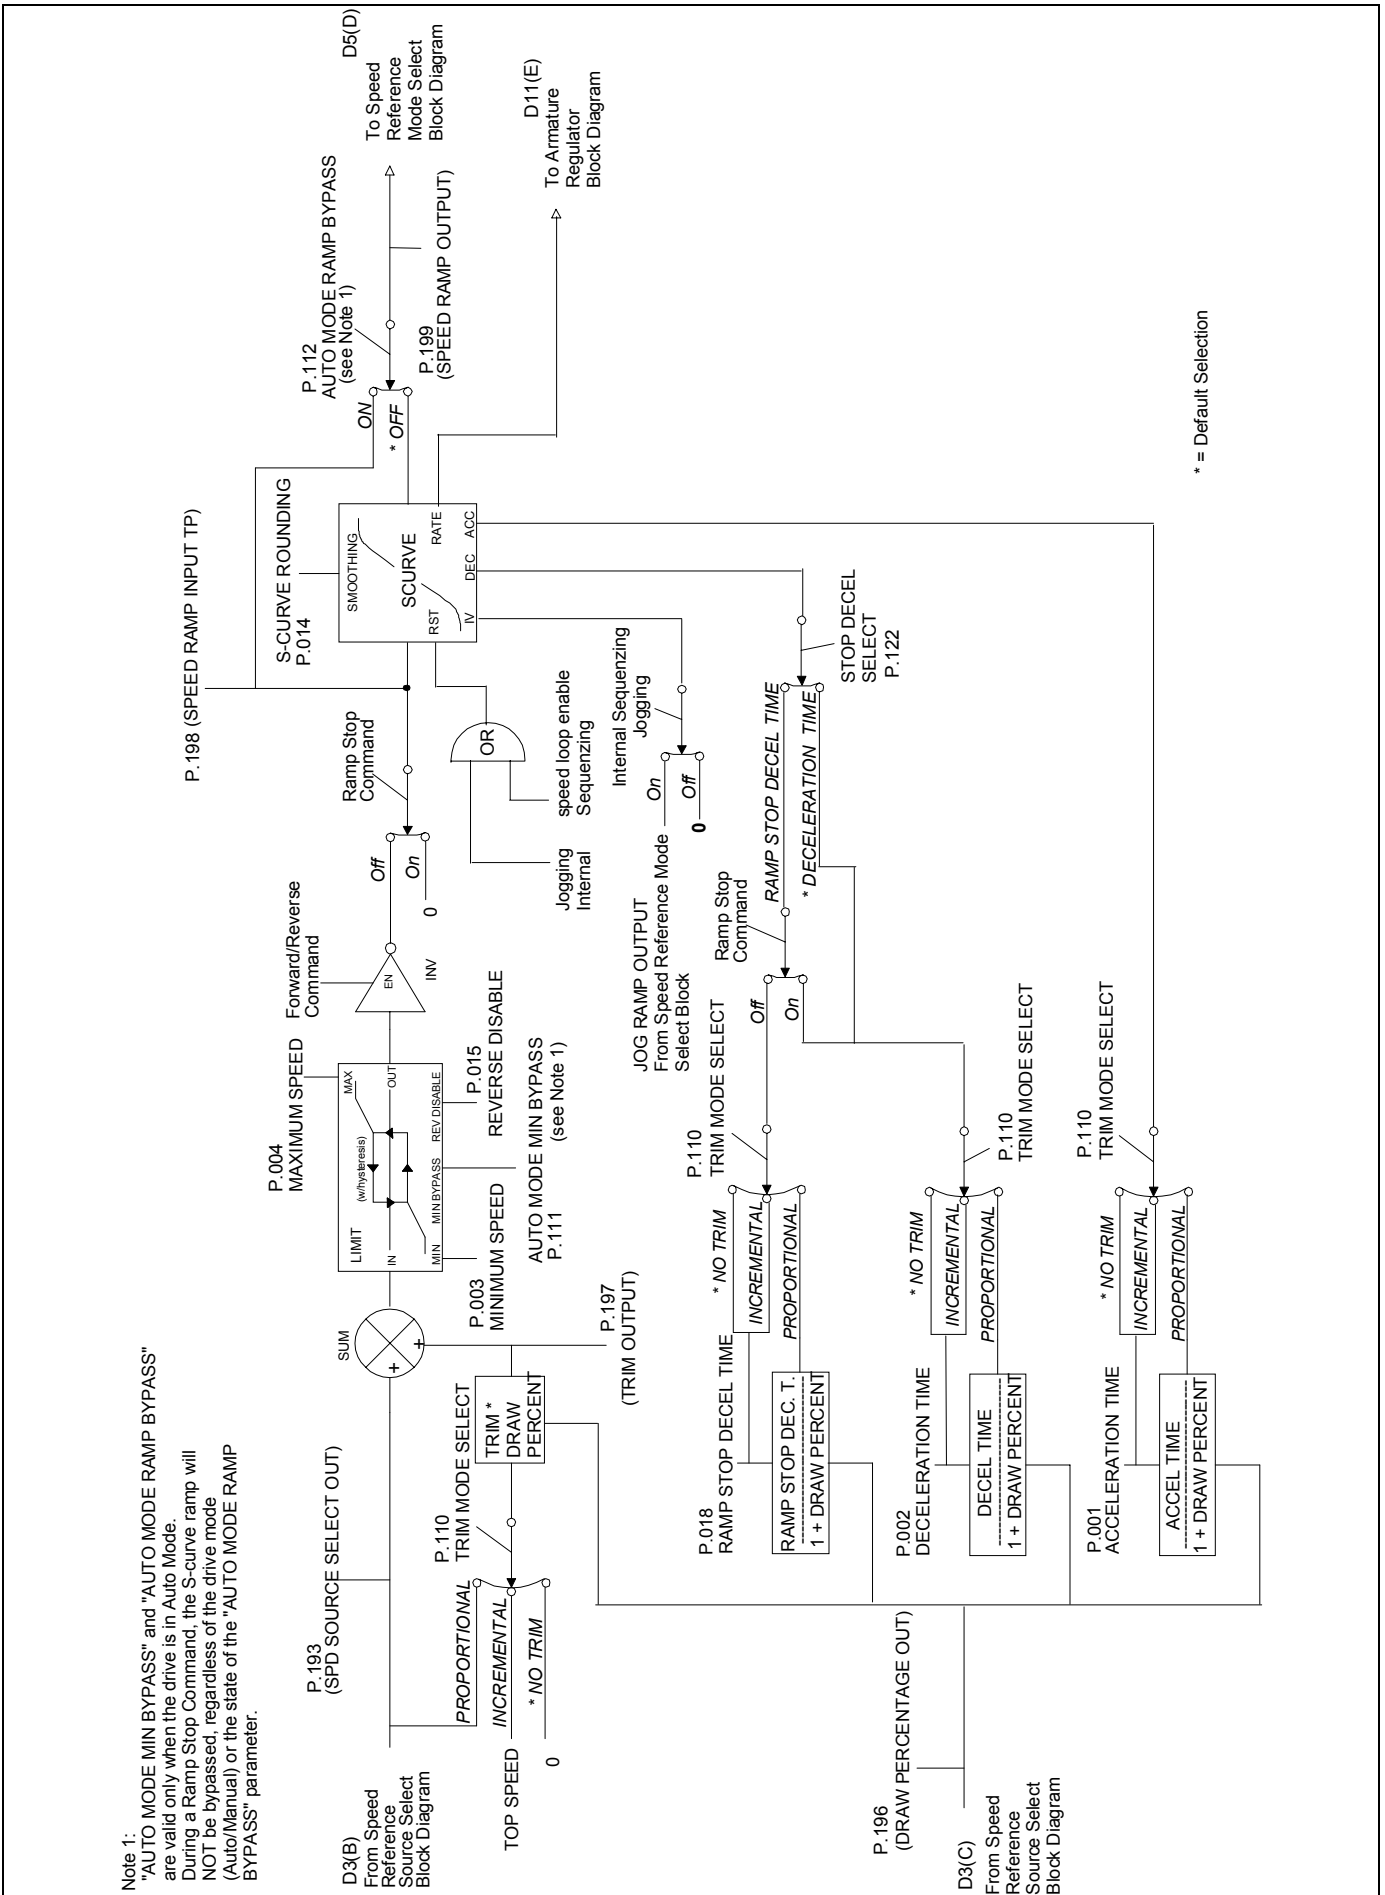 Note 1:
"AUTO MODE MIN BYPASS" and "AUTO MODE RAMP BYPASS"
are valid only when the drive is in Auto Mode.
During a Ramp Stop Command, the S-curve ramp will
NOT be bypassed, regardless of the drive mode
(Auto/Manual) or the state of the "AUTO MODE RAMP
BYPASS" parameter.
D3(B)
From Speed
Reference
Source Select
Block Diagram
P.193
(SPD SOURCE SELECT OUT)
PROPORTIONAL
INCREMENTAL
* NO TRIM
TOP SPEED
0
P.110
TRIM MODE SELECT
TRIM *
DRAW
PERCENT
SUM
+
+
P.197
(TRIM OUTPUT)
P.004
MAXIMUM SPEED
LIMIT
(w/hysteresis)
MAX
IN
OUT
MIN
MIN BYPASS
REV DISABLE
P.003
MINIMUM SPEED
AUTO MODE MIN BYPASS
P.111
(see Note 1)
P.015
REVERSE DISABLE
Forward/Reverse
Command
EN
INV
Off
On
0
Ramp Stop
Command
P.198 (SPEED RAMP INPUT TP)
OR
Jogging
Internal
speed loop enable
Sequenzing
S-CURVE ROUNDING
P.014
SMOOTHING
SCURVE
RST
RATE
IV
DEC
ACC
ON
* OFF
P.112
AUTO MODE RAMP BYPASS
(see Note 1)
P.199
(SPEED RAMP OUTPUT)
D5(D)
To Speed
Reference
Mode Select
Block Diagram
D11(E)
To Armature
Regulator
Block Diagram
Internal Sequenzing
Jogging
On
Off
0
JOG RAMP OUTPUT
From Speed Reference Mode
Select Block
STOP DECEL
SELECT
P.122
RAMP STOP DECEL TIME
* DECELERATION TIME
Ramp Stop
Command
Off
On
P.110
TRIM MODE SELECT
* NO TRIM
INCREMENTAL
PROPORTIONAL
P.018
RAMP STOP DECEL TIME
RAMP STOP DEC. T.
1 + DRAW PERCENT
P.110
TRIM MODE SELECT
* NO TRIM
INCREMENTAL
PROPORTIONAL
P.002
DECELERATION TIME
DECEL TIME
1 + DRAW PERCENT
P.110
TRIM MODE SELECT
* NO TRIM
INCREMENTAL
PROPORTIONAL
P.001
ACCELERATION TIME
ACCEL TIME
1 + DRAW PERCENT
P.196
(DRAW PERCENTAGE OUT)
D3(C)
From Speed
Reference
Source Select
Block Diagram
* = Default Selection